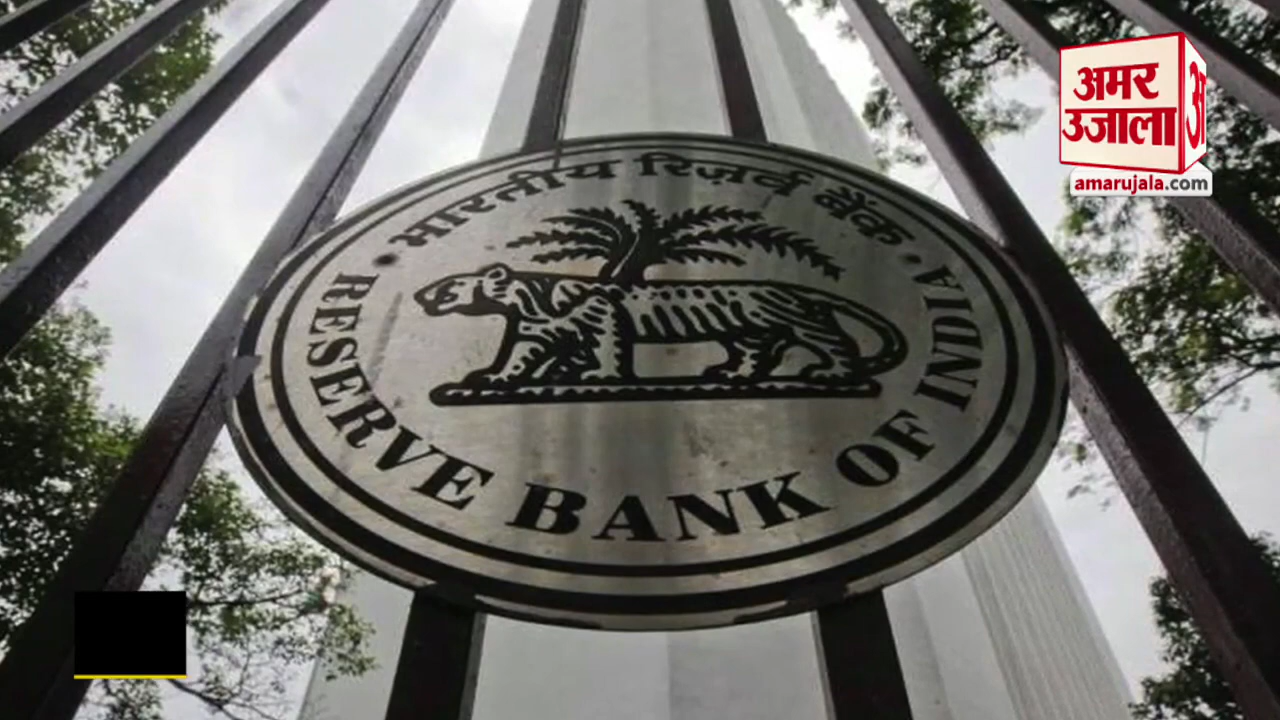 भारतीय रिज़र्व बैंक
RESERVE BANK OF INDIA
अमर
उजाला
अ
amarujala.com